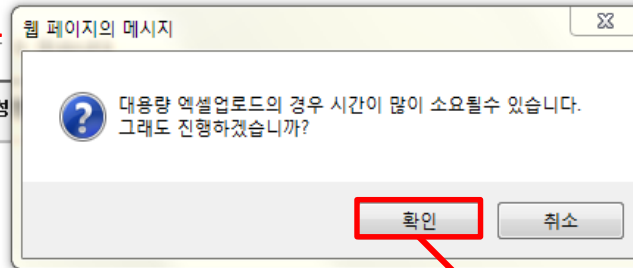 웹 페이지의 메시지
성
대용량 엑셀업로드의 경우 시간이 많이 소요될수 있습니다.
그래도 진행하겠습니까?
확인
취소